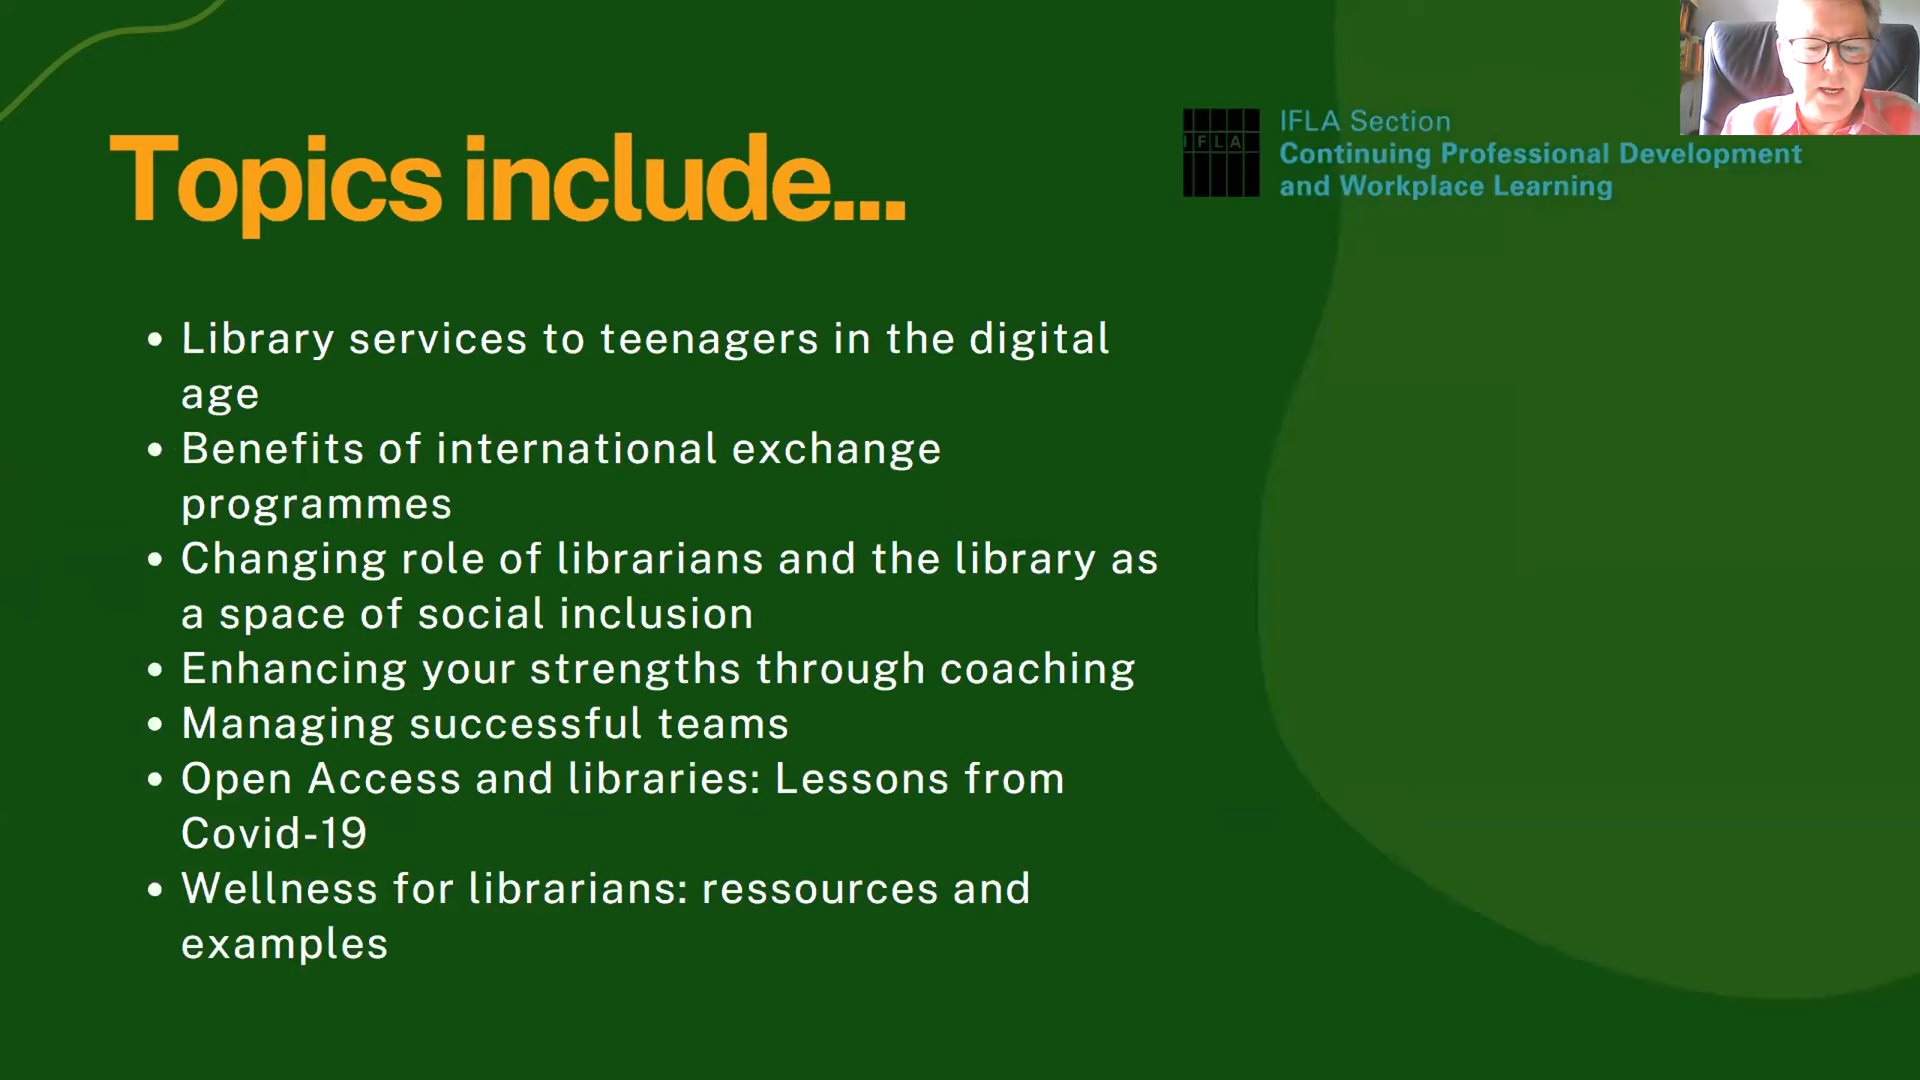 Topics include...
IFLA
IFLA Section
Continuing Professional Development
and Workplace Learning
• Library services to teenagers in the digital
age
• Benefits of international exchange
programmes
• Changing role of librarians and the library as
a space of social inclusion
• Enhancing your strengths through coaching
• Managing successful teams
• Open Access and libraries: Lessons from
Covid-19
• Wellness for librarians: ressources and
examples